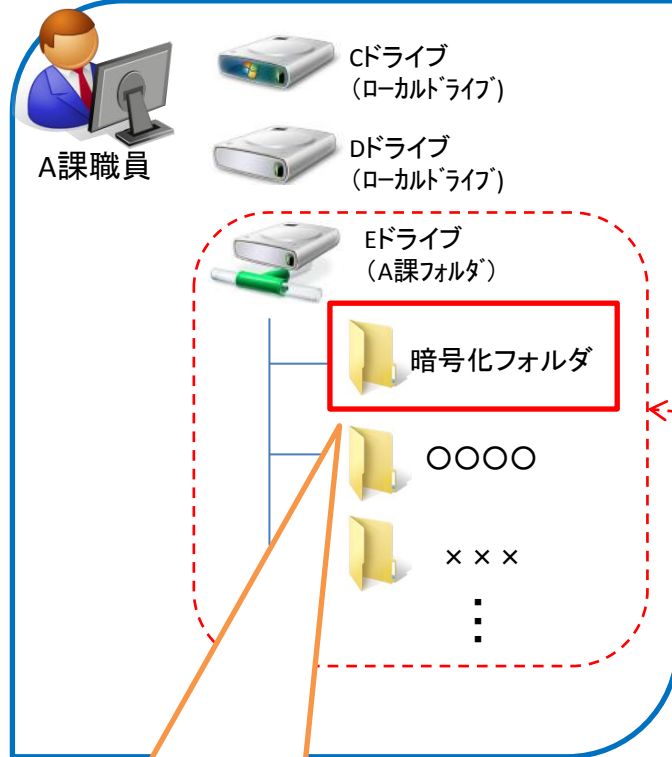 Cドライブ
（ﾛｰｶﾙﾄﾞﾗｲﾌﾞ)
A課職員
Dドライブ
（ﾛｰｶﾙﾄﾞﾗｲﾌﾞ)
Eドライブ
（A課ﾌｫﾙﾀﾞ）
暗号化フォルダ
○○○○
×××
⋮